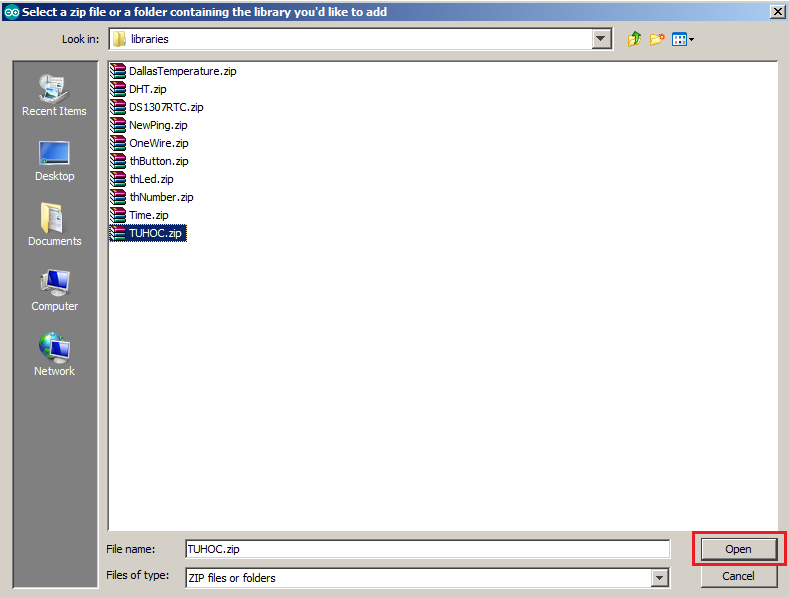 Select a zip file or a folder containing the library you'd like to add
Look in: libraries
Recent Items
Desktop
Documents
Computer
Network
DallasTemperature.zip
DHT.zip
DS1307RTC.zip
NewPing.zip
OneWire.zip
thButton.zip
thLed.zip
thNumber.zip
Time.zip
TUHOC.zip
File name: TUHOC.zip Open
Files of type: ZIP files or folders Cancel